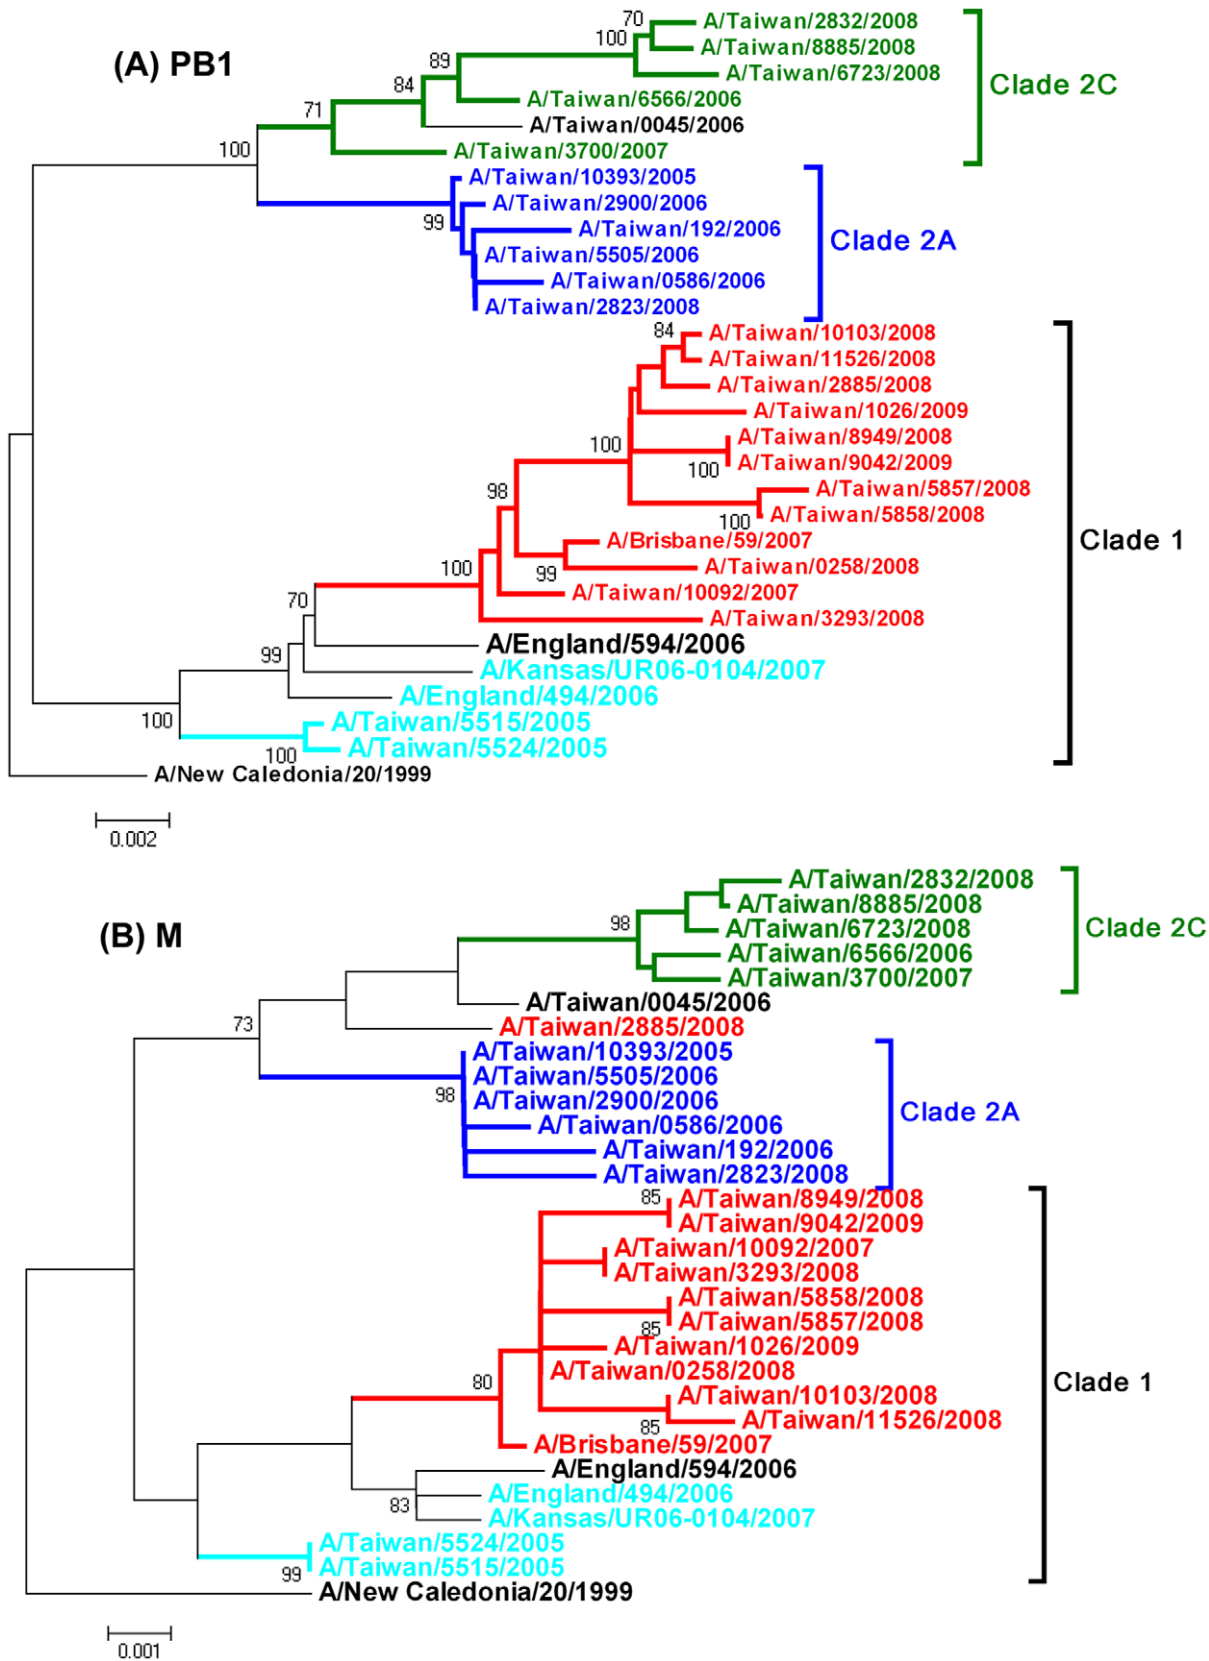 (A) PB1
70
A/Taiwan/2832/2008
100
A/Taiwan/8885/2008
89
A/Taiwan/6723/2008
Clade 2C
84
A/Taiwan/6566/2006
71
A/Taiwan/0045/2006
100
A/Taiwan/3700/2007
A/Taiwan/10393/2005
A/Taiwan/2900/2006
99
A/Taiwan/192/2006
Clade 2A
A/Taiwan/5505/2006
A/Taiwan/0586/2006
A/Taiwan/2823/2008
84
A/Taiwan/10103/2008
A/Taiwan/11526/2008
A/Taiwan/2885/2008
A/Taiwan/1026/2009
100
A/Taiwan/8949/2008
100
A/Taiwan/9042/2009
98
A/Taiwan/5857/2008
100
A/Taiwan/5858/2008
A/Brisbane/59/2007
Clade 1
100
99
A/Taiwan/0258/2008
A/Taiwan/10092/2007
70
A/Taiwan/3293/2008
A/England/594/2006
99
A/Kansas/UR06-0104/2007
A/England/494/2006
100
A/Taiwan/5515/2005
100
A/Taiwan/5524/2005
A/New Caledonia/20/1999
0.002
(B) M
A/Taiwan/2832/2008
A/Taiwan/8885/2008
98
A/Taiwan/6723/2008
Clade 2C
A/Taiwan/6566/2006
A/Taiwan/3700/2007
A/Taiwan/0045/2006
73
A/Taiwan/2885/2008
A/Taiwan/10393/2005
A/Taiwan/5505/2006
98
A/Taiwan/2900/2006
Clade 2A
A/Taiwan/0586/2006
A/Taiwan/192/2006
A/Taiwan/2823/2008
85
A/Taiwan/8949/2008
A/Taiwan/9042/2009
A/Taiwan/10092/2007
A/Taiwan/3293/2008
A/Taiwan/5858/2008
A/Taiwan/5857/2008
85
A/Taiwan/1026/2009
A/Taiwan/0258/2008
80
Clade 1
A/Taiwan/10103/2008
85
A/Taiwan/11526/2008
A/Brisbane/59/2007
A/England/594/2006
A/England/494/2006
83
A/Kansas/UR06-0104/2007
A/Taiwan/5524/2005
99
A/Taiwan/5515/2005
A/New Caledonia/20/1999
0.001